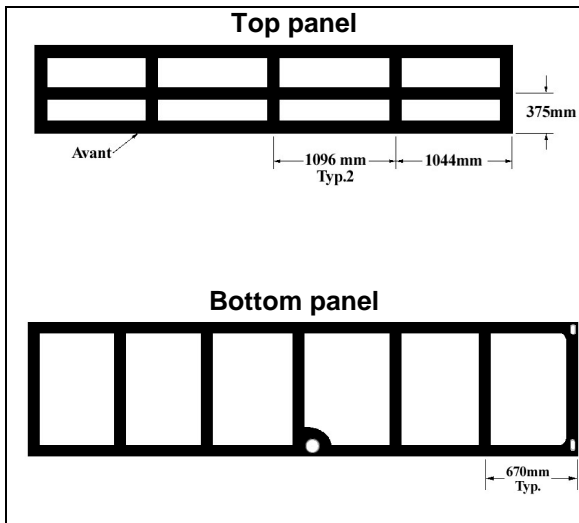 Top panel
375mm
Avant
1096 mm
Typ.2
1044mm
Bottom panel
670mm
Typ.